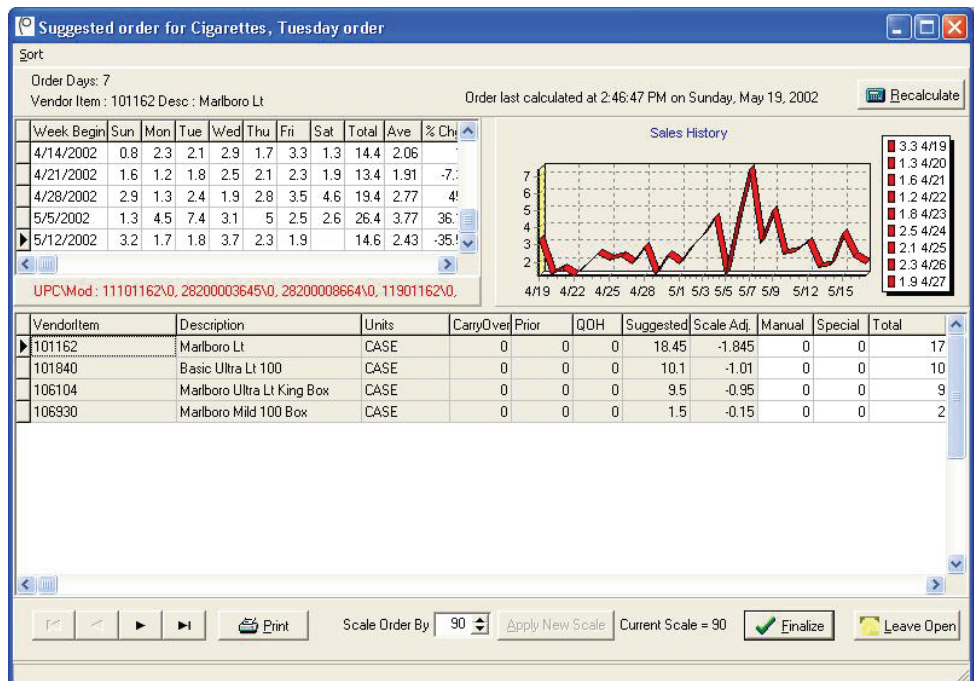 Suggested order for Cigarettes, Tuesday order
Sort
Order Days: 7
Vendor Item : 101162 Desc : Marlboro Lt
Order last calculated at 2:46:47 PM on Sunday, May 19, 2002
Recalculate
Week Begin Sun Mon Tue Wed Thu Fri Sat Total Ave % Chg
4/14/2002 0.8 2.3 2.1 2.9 1.7 3.3 1.3 14.4 2.06
4/21/2002 1.6 1.2 1.8 2.5 2.1 2.3 1.9 13.4 1.91 -7.
4/28/2002 2.9 1.3 2.4 1.9 2.8 3.5 4.6 19.4 2.77
5/5/2002 1.3 4.5 7.4 3.1 5 2.5 2.6 26.4 3.77 36.
5/12/2002 3.2 1.7 1.8 3.7 2.3 1.9 14.6 2.43 -35.
UPC\Mod : 11101162\0, 28200003645\0, 28200008664\0, 11901162\0,
Sales History
7
6
5
4
3
2
4/19 4/22 4/25 4/28 5/1 5/3 5/5 5/7 5/9 5/12 5/15
3.3 4/19
1.3 4/20
1.6 4/21
1.2 4/22
1.8 4/23
2.5 4/24
2.1 4/25
2.3 4/26
1.9 4/27
VendorItem Description Units CarryOver Prior QOH Suggested Scale Adj. Manual Special Total
101162 Marlboro Lt CASE 0 0 0 18.45 -1.845 0 0 17
101840 Basic Ultra Lt 100 CASE 0 0 0 10.1 -1.01 0 0 10
106104 Marlboro Ultra Lt King Box CASE 0 0 0 9.5 -0.95 0 0 9
106930 Marlboro Mild 100 Box CASE 0 0 0 1.5 -0.15 0 0 2
Print
Scale Order By 90
Apply New Scale
Current Scale = 90
Finalize
Leave Open